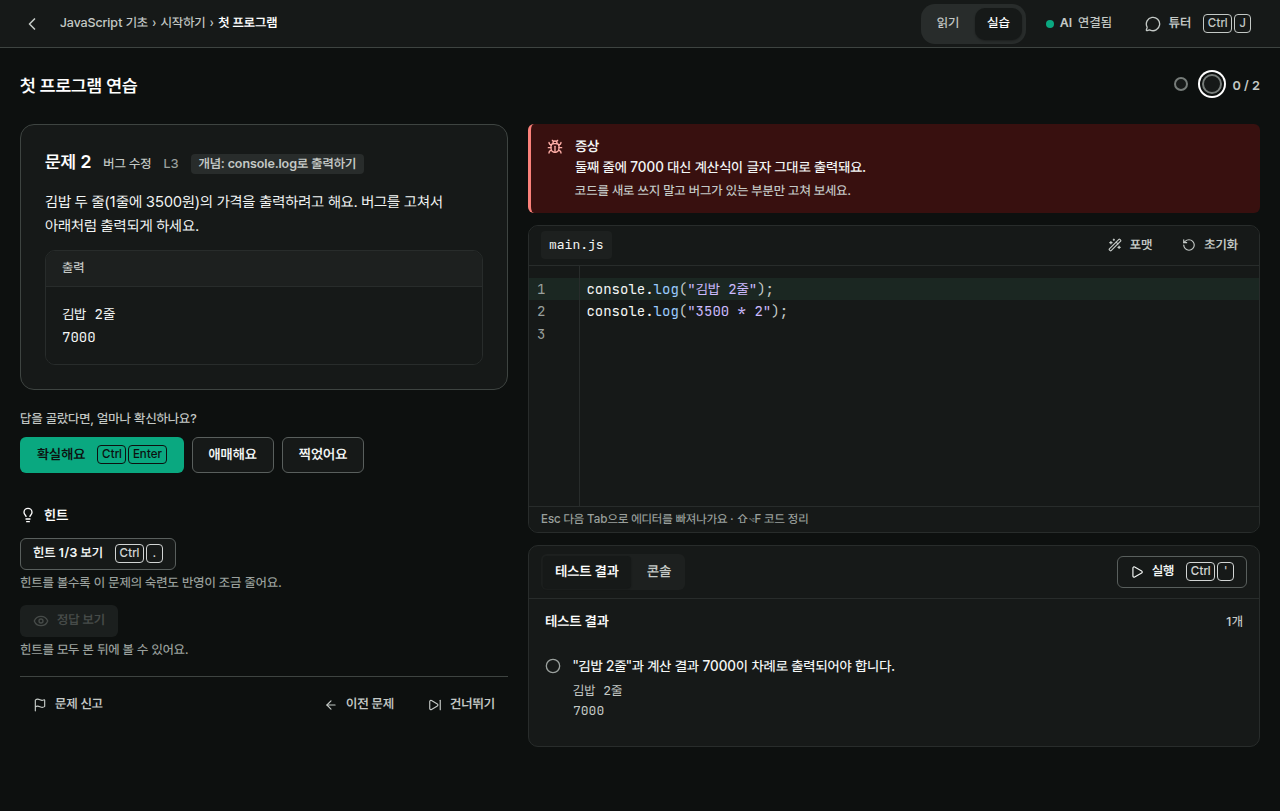 JavaScript 기초 › 시작하기 › 첫 프로그램
읽기 실습 AI 연결됨 튜터 Ctrl J
첫 프로그램 연습
0 / 2
문제 2 버그 수정 L3 개념: console.log로 출력하기
김밥 두 줄(1줄에 3500원)의 가격을 출력하려고 해요. 버그를 고쳐서
아래처럼 출력되게 하세요.
출력
김밥 2줄
7000
답을 골랐다면, 얼마나 확신하나요?
확실해요 Ctrl Enter 애매해요 찍었어요
힌트
힌트 1/3 보기 Ctrl .
힌트를 볼수록 이 문제의 숙련도 반영이 조금 줄어요.
정답 보기
힌트를 모두 본 뒤에 볼 수 있어요.
문제 신고 이전 문제 건너뛰기
증상
둘째 줄에 7000 대신 계산식이 글자 그대로 출력돼요.
코드를 새로 쓰지 말고 버그가 있는 부분만 고쳐 보세요.
main.js 포맷 초기화
1 console.log("김밥 2줄");
2 console.log("3500 * 2");
3
Esc 다음 Tab으로 에디터를 빠져나가요 · ⇧F 코드 정리
테스트 결과 콘솔 실행 Ctrl '
테스트 결과 1개
"김밥 2줄"과 계산 결과 7000이 차례로 출력되어야 합니다.
김밥 2줄
7000